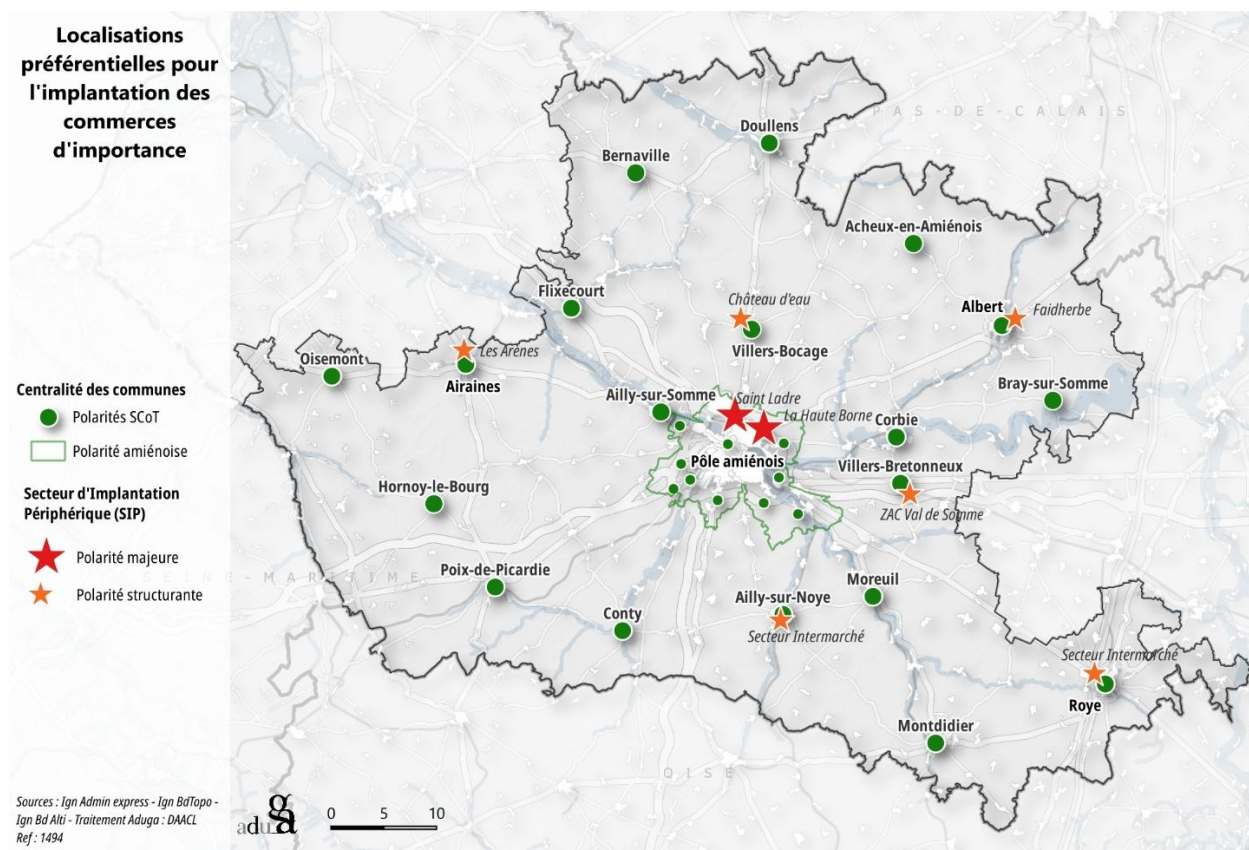 Localisations
préférentielles pour
l'implantation des
commerces
d'importance
Centralité des communes
Polarités SCoT
Polarité amiénoise
Secteur d'Implantation
Périphérique (SIP)
Polarité majeure
Polarité structurante
Sources : Ign Admin express - Ign BdTopo -
Ign Bd Alti - Traitement Aduga : DAACL
Ref : 1494
aduga
0 5 10
PAS-DE-CALAIS
Doullens
Bernaville
Acheux-en-Amiénois
Flixecourt
Château d'eau
Villers-Bocage
Albert
Faidherbe
Les Arènes
Oisemont
Airaines
Bray-sur-Somme
Ailly-sur-Somme
Saint Ladre
La Haute Borne
Corbie
Pôle amiénois
Villers-Bretonneux
ZAC Val de Somme
Hornoy-le-Bourg
SEINE-MARITIME
Poix-de-Picardie
Moreuil
Ailly-sur-Noye
Secteur Intermarché
Conty
Secteur Intermarché
Roye
Montdidier
OISE